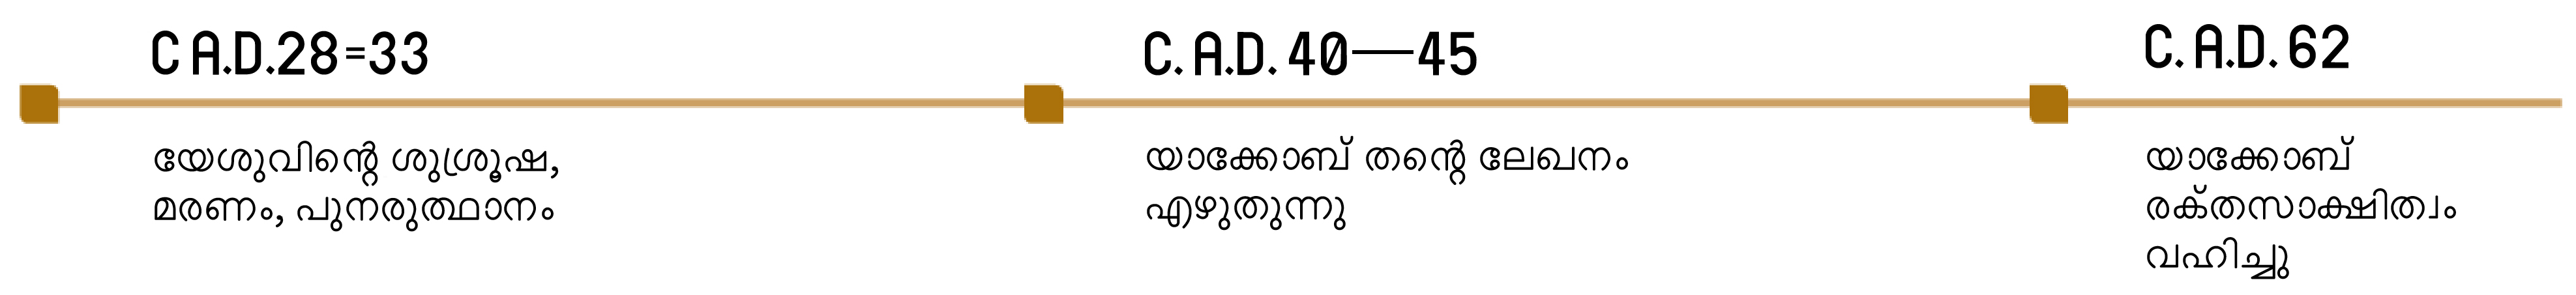 C A.D.28=33
യേശുവിന്റെ ശുശ്രൂഷ,
മരണം, പുനരുത്ഥാനം
C. A.D. 40—45
യാക്കോബ് തന്റെ ലേഖനം
എഴുതുന്നു
C. A.D. 62
യാക്കോബ്
രക്തസാക്ഷിത്വം
വഹിച്ചു